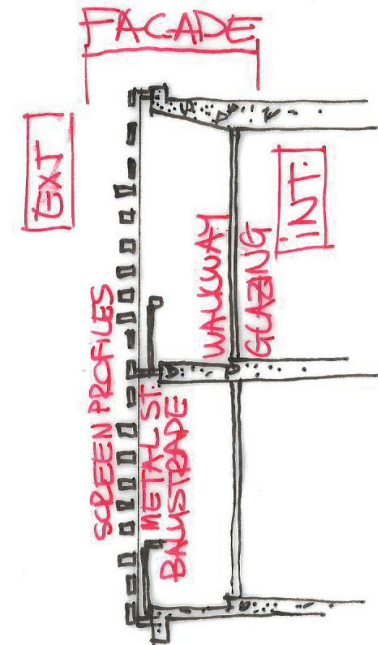 FACADE
EXT
INT.
SCREEN PROFILES
METAL ST.
BALUSTRADE
WALKWAY
GLAZING